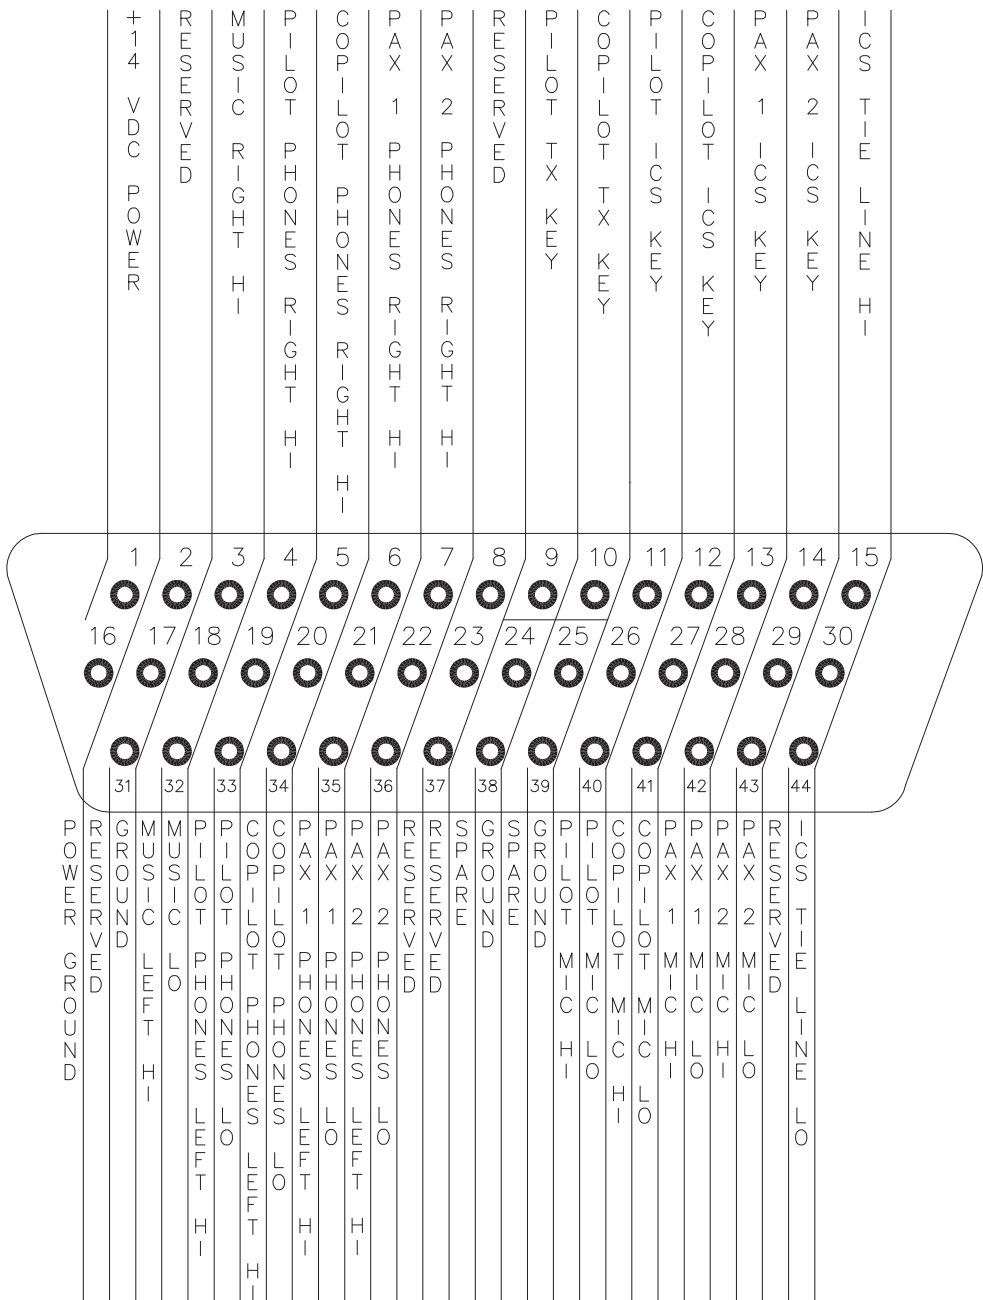 +14 VDC POWER
RESERVED
MUSIC RIGHT HI
PILOT PHONES RIGHT HI
COPILOT PHONES RIGHT HI
PAX 1 PHONES RIGHT HI
PAX 2 PHONES RIGHT HI
RESERVED
PILOT TX KEY
COPILOT TX KEY
PILOT ICS KEY
COPILOT ICS KEY
PAX 1 ICS KEY
PAX 2 ICS KEY
ICS TIE LINE HI
1 2 3 4 5 6 7 8 9 10 11 12 13 14 15
16 17 18 19 20 21 22 23 24 25 26 27 28 29 30
31 32 33 34 35 36 37 38 39 40 41 42 43 44
POWER GROUND
RESERVED
GROUND
MUSIC LEFT HI
MUSIC LO
PILOT PHONES LEFT HI
PILOT PHONES LO
COPILOT PHONES LEFT HI
COPILOT PHONES LO
PAX 1 PHONES LEFT HI
PAX 1 PHONES LO
PAX 2 PHONES LEFT HI
PAX 2 PHONES LO
RESERVED
RESERVED
SPARE
GROUND
SPARE
GROUND
PILOT MIC HI
PILOT MIC LO
COPILOT MIC HI
COPILOT MIC LO
PAX 1 MIC HI
PAX 1 MIC LO
PAX 2 MIC HI
PAX 2 MIC LO
RESERVED
ICS TIE LINE LO